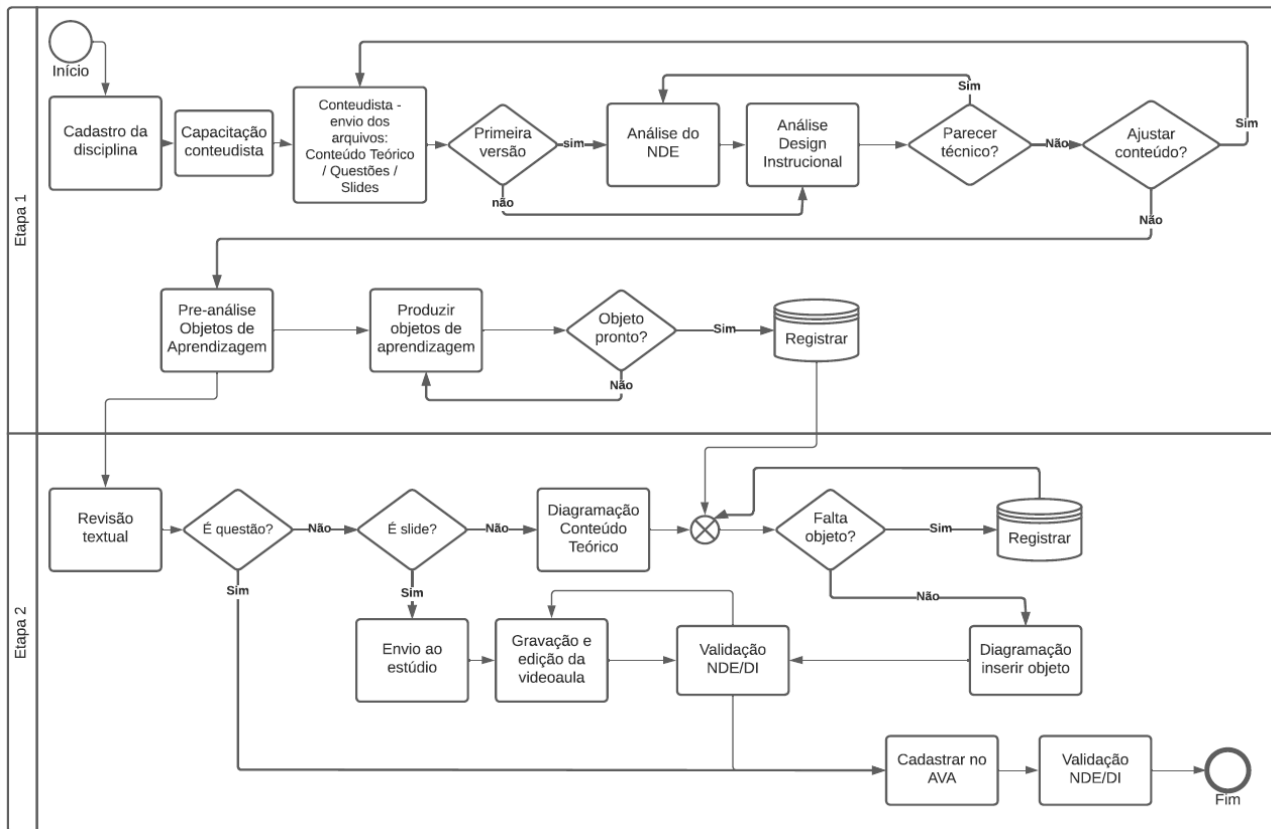 Etapa 1
Início
Cadastro da
disciplina
Capacitação
conteudista
Conteudista -
envio dos
arquivos:
Conteúdo Teórico
/ Questões /
Slides
Primeira
versão
sim
não
Análise do
NDE
Análise
Design
Instrucional
Sim
Parecer
técnico?
Não
Ajustar
conteúdo?
Sim
Não
Pre-análise
Objetos de
Aprendizagem
Produzir
objetos de
aprendizagem
Objeto
pronto?
Sim
Não
Registrar
Etapa 2
Revisão
textual
É questão?
Não
Sim
É slide?
Não
Sim
Diagramação
Conteúdo
Teórico
Falta
objeto?
Sim
Registrar
Não
Envio ao
estúdio
Gravação e
edição da
videoaula
Validação
NDE/DI
Diagramação
inserir objeto
Cadastrar no
AVA
Validação
NDE/DI
Fim